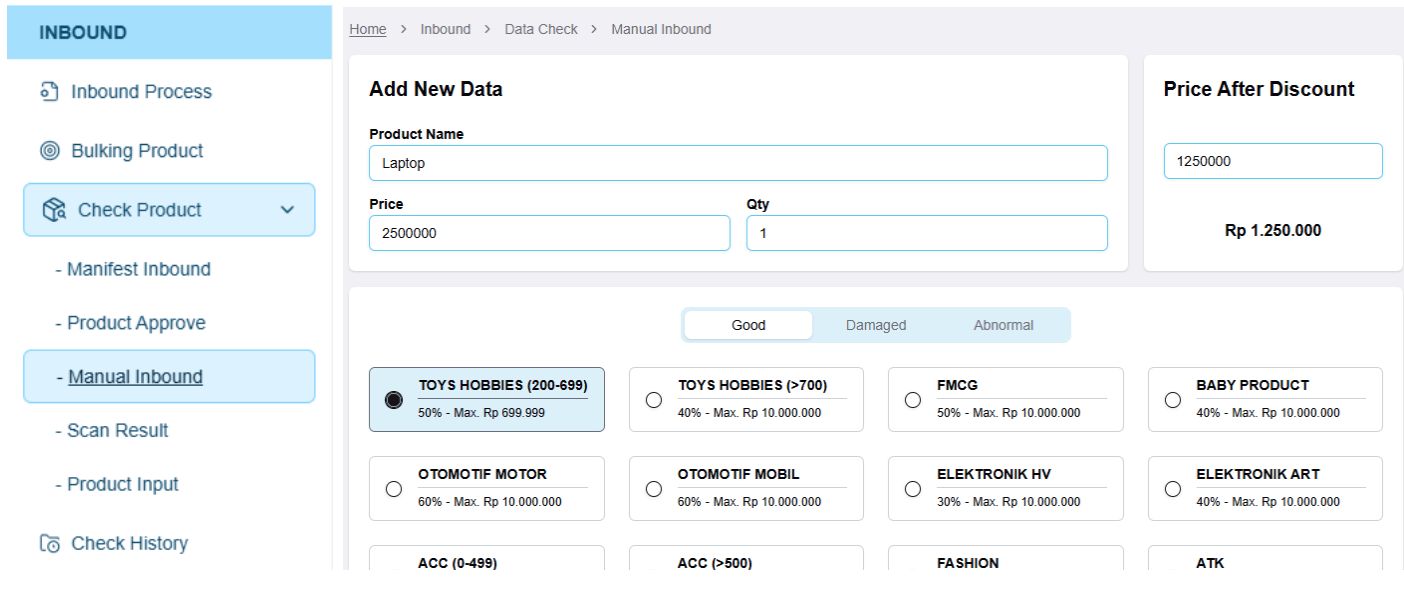 INBOUND
Inbound Process
Bulking Product
Check Product
- Manifest Inbound
- Product Approve
- Manual Inbound
- Scan Result
- Product Input
Check History
Home > Inbound > Data Check > Manual Inbound
Add New Data
Product Name
Laptop
Price Qty
2500000 1
Price After Discount
1250000
Rp 1.250.000
Good Damaged Abnormal
TOYS HOBBIES (200-699) TOYS HOBBIES (>700) FMCG BABY PRODUCT
50% - Max. Rp 699.999 40% - Max. Rp 10.000.000 50% - Max. Rp 10.000.000 40% - Max. Rp 10.000.000
OTOMOTIF MOTOR OTOMOTIF MOBIL ELEKTRONIK HV ELEKTRONIK ART
60% - Max. Rp 10.000.000 60% - Max. Rp 10.000.000 30% - Max. Rp 10.000.000 40% - Max. Rp 10.000.000
ACC (0-499) ACC (>500) FASHION ATK